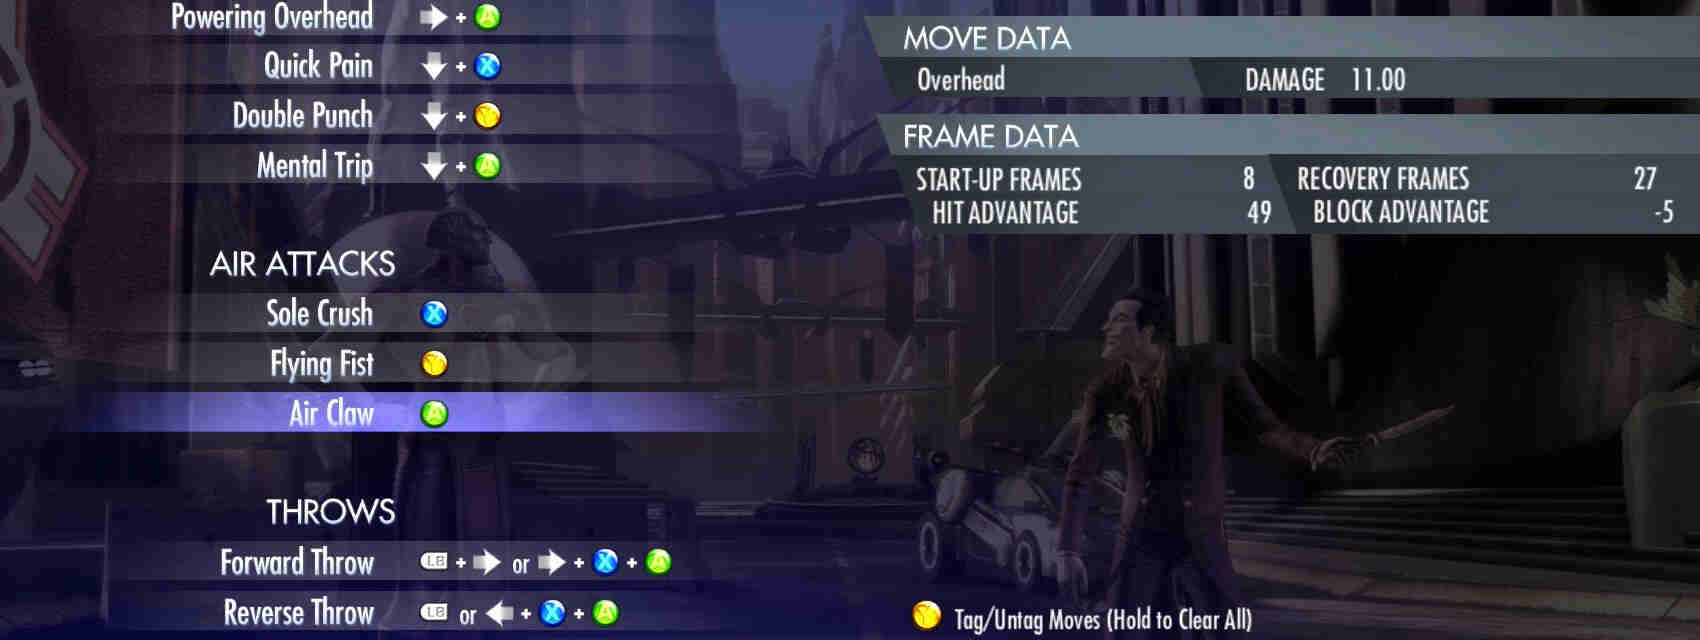 Powering Overhead + A
Quick Pain + X
Double Punch + Y
Mental Trip + A
AIR ATTACKS
Sole Crush X
Flying Fist Y
Air Claw A
THROWS
Forward Throw LB + or + X + A
Reverse Throw LB or + X + A
MOVE DATA
Overhead DAMAGE 11.00
FRAME DATA
START-UP FRAMES 8 RECOVERY FRAMES 27
HIT ADVANTAGE 49 BLOCK ADVANTAGE -5
Y Tag/Untag Moves (Hold to Clear All)